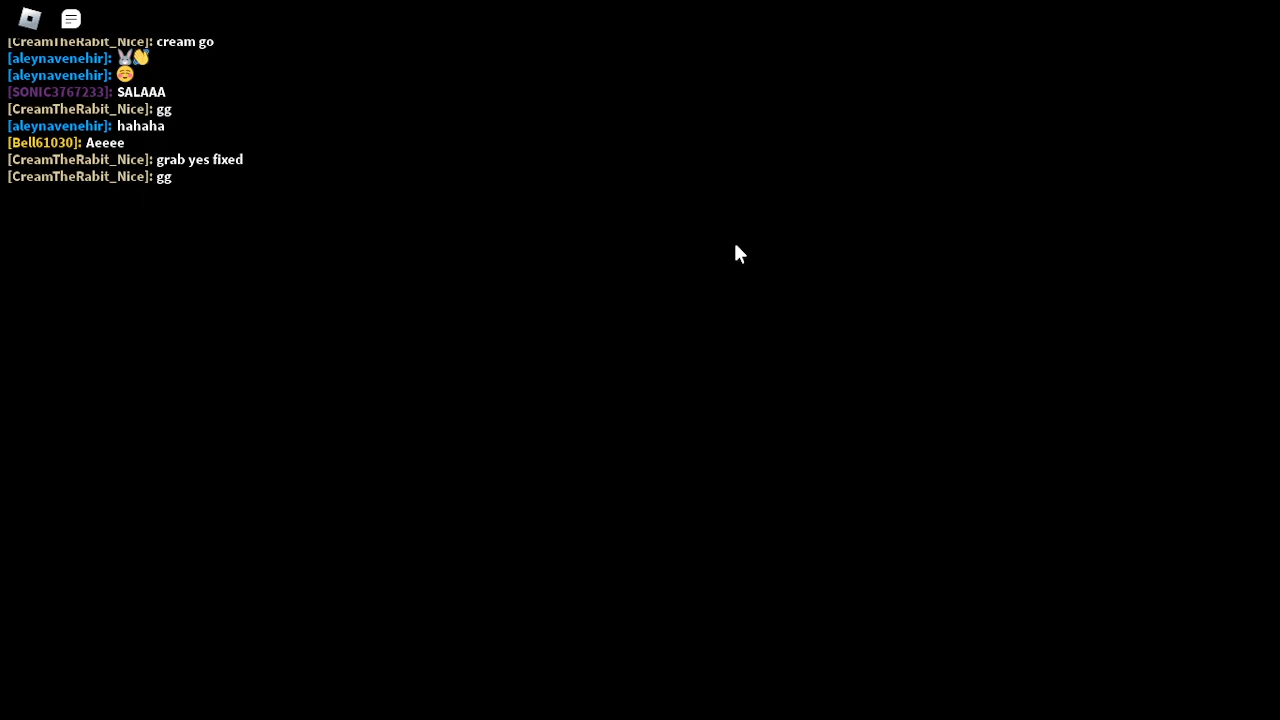 [CreamTheRabit_Nice]: cream go
[aleynavenehir]: 🐰👋
[aleynavenehir]: ☺️
[SONIC3767233]: SALAAA
[CreamTheRabit_Nice]: gg
[aleynavenehir]: hahaha
[Bell61030]: Aeeee
[CreamTheRabit_Nice]: grab yes fixed
[CreamTheRabit_Nice]: gg